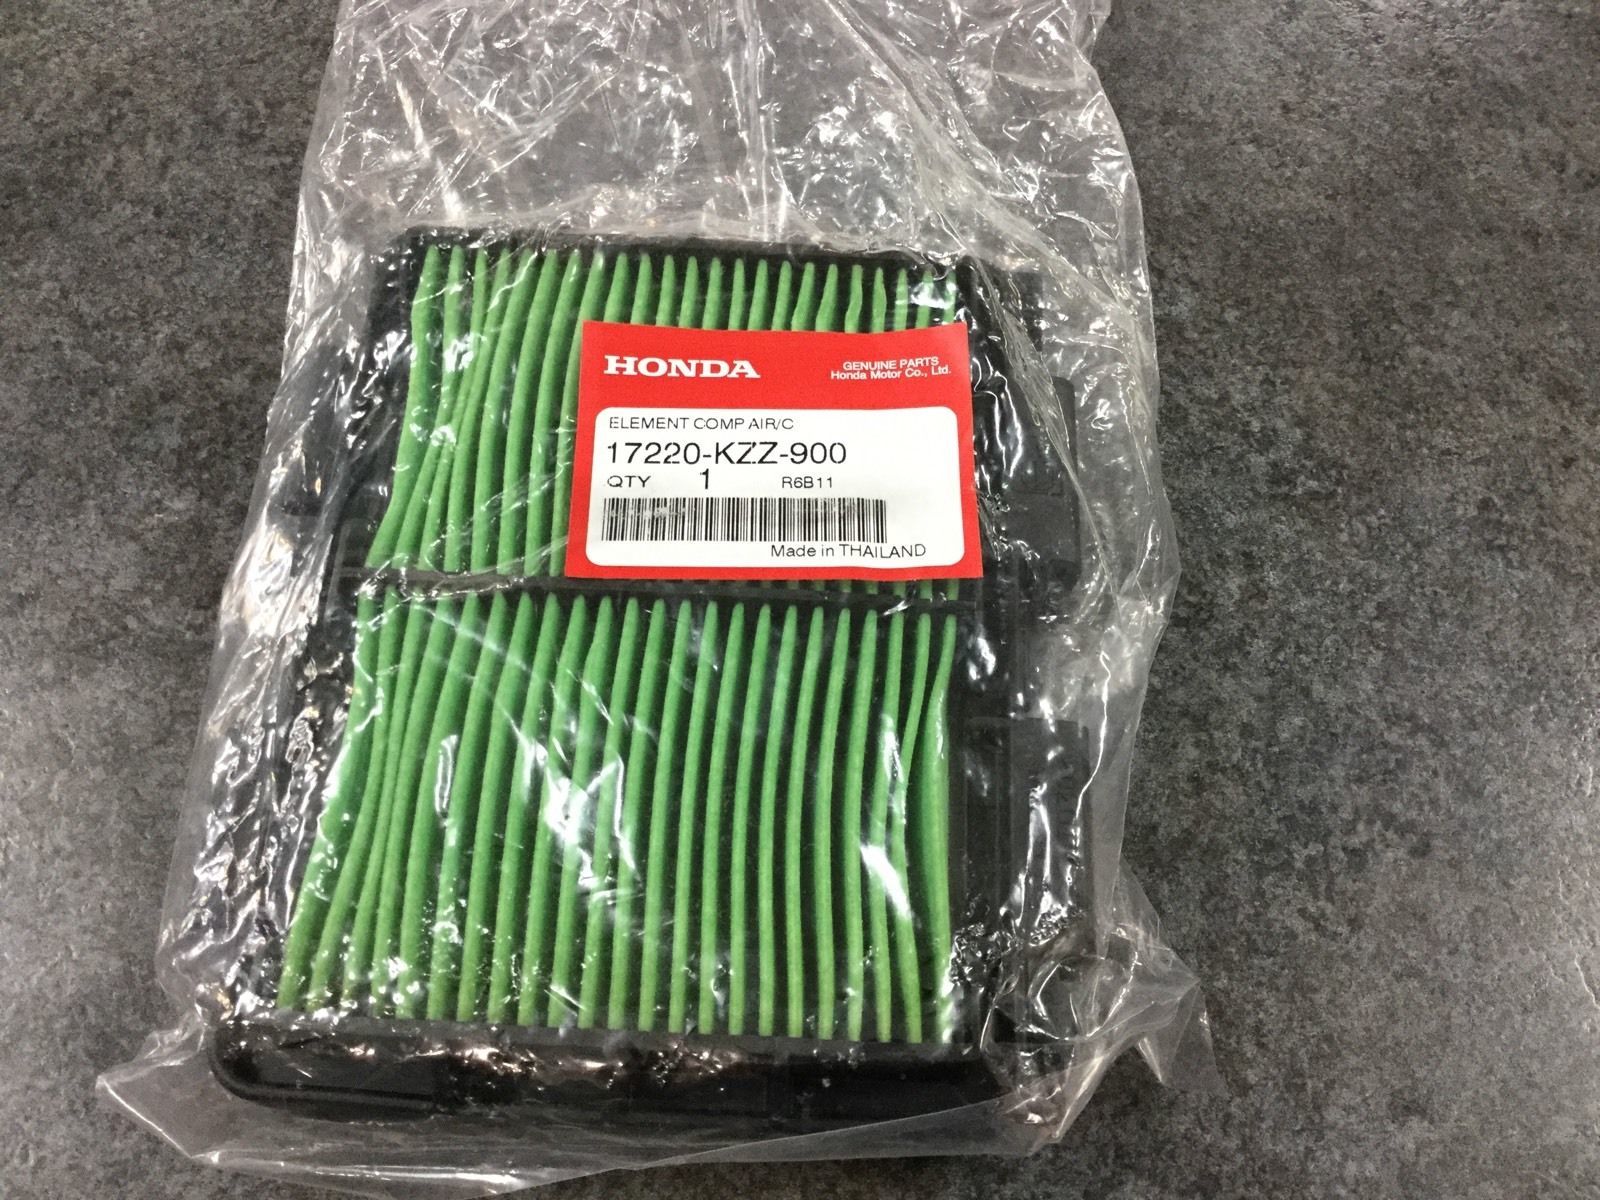 HONDA
GENUINE PARTS
Honda Motor Co., Ltd.
ELEMENT COMP AIR/C
17220-KZZ-900
QTY 1 R6B11
Made in THAILAND